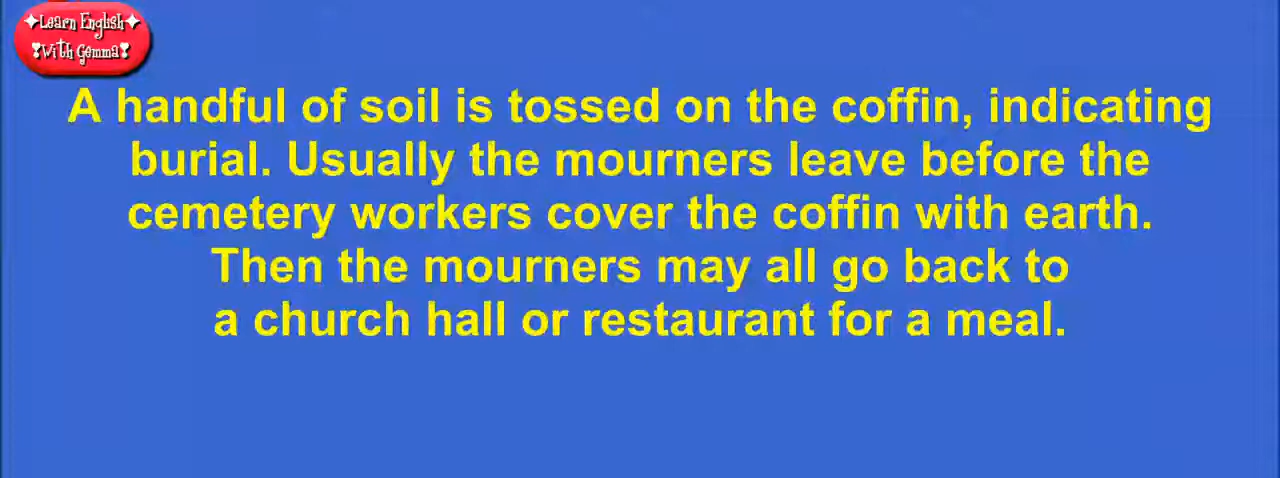 Learn English
With Gemma
A handful of soil is tossed on the coffin, indicating
burial. Usually the mourners leave before the
cemetery workers cover the coffin with earth.
Then the mourners may all go back to
a church hall or restaurant for a meal.